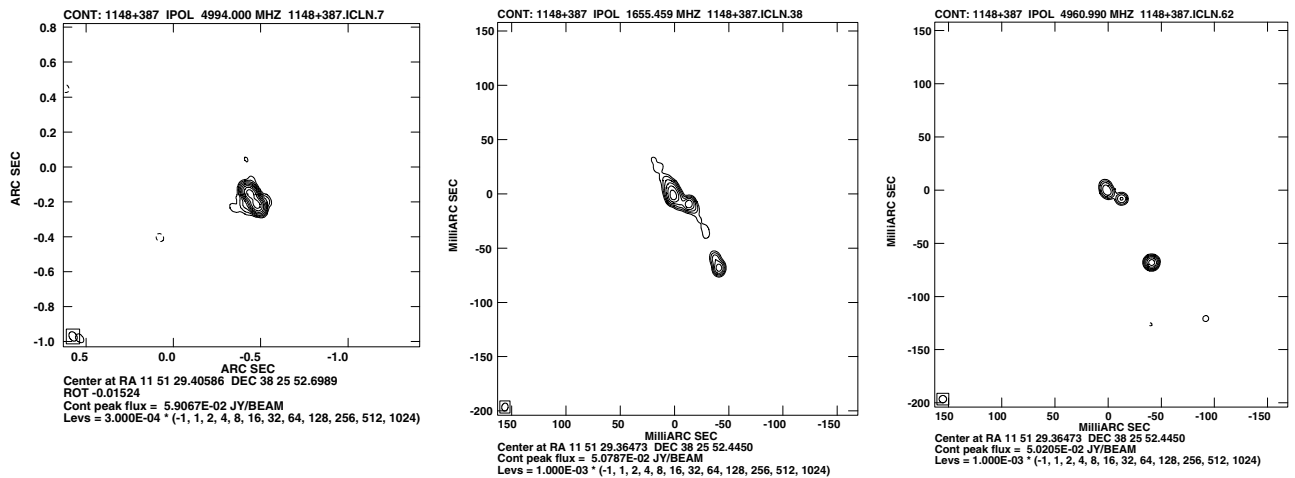 CONT: 1148+387 IPOL 4994.000 MHZ 1148+387.ICLN.7
0.8
0.6
0.4
0.2
0.0
-0.2
-0.4
-0.6
-0.8
-1.0
ARC SEC
0.5 0.0 -0.5 -1.0
ARC SEC
Center at RA 11 51 29.40586 DEC 38 25 52.6989
ROT -0.01524
Cont peak flux = 5.9067E-02 JY/BEAM
Levs = 3.000E-04 * (-1, 1, 2, 4, 8, 16, 32, 64, 128, 256, 512, 1024)
CONT: 1148+387 IPOL 1655.459 MHZ 1148+387.ICLN.38
150
100
50
0
-50
-100
-150
-200
MilliARC SEC
150 100 50 0 -50 -100 -150
MilliARC SEC
Center at RA 11 51 29.36473 DEC 38 25 52.4450
Cont peak flux = 5.0787E-02 JY/BEAM
Levs = 1.000E-03 * (-1, 1, 2, 4, 8, 16, 32, 64, 128, 256, 512, 1024)
CONT: 1148+387 IPOL 4960.990 MHZ 1148+387.ICLN.62
150
100
50
0
-50
-100
-150
-200
MilliARC SEC
150 100 50 0 -50 -100 -150
MilliARC SEC
Center at RA 11 51 29.36473 DEC 38 25 52.4450
Cont peak flux = 5.0205E-02 JY/BEAM
Levs = 1.000E-03 * (-1, 1, 2, 4, 8, 16, 32, 64, 128, 256, 512, 1024)